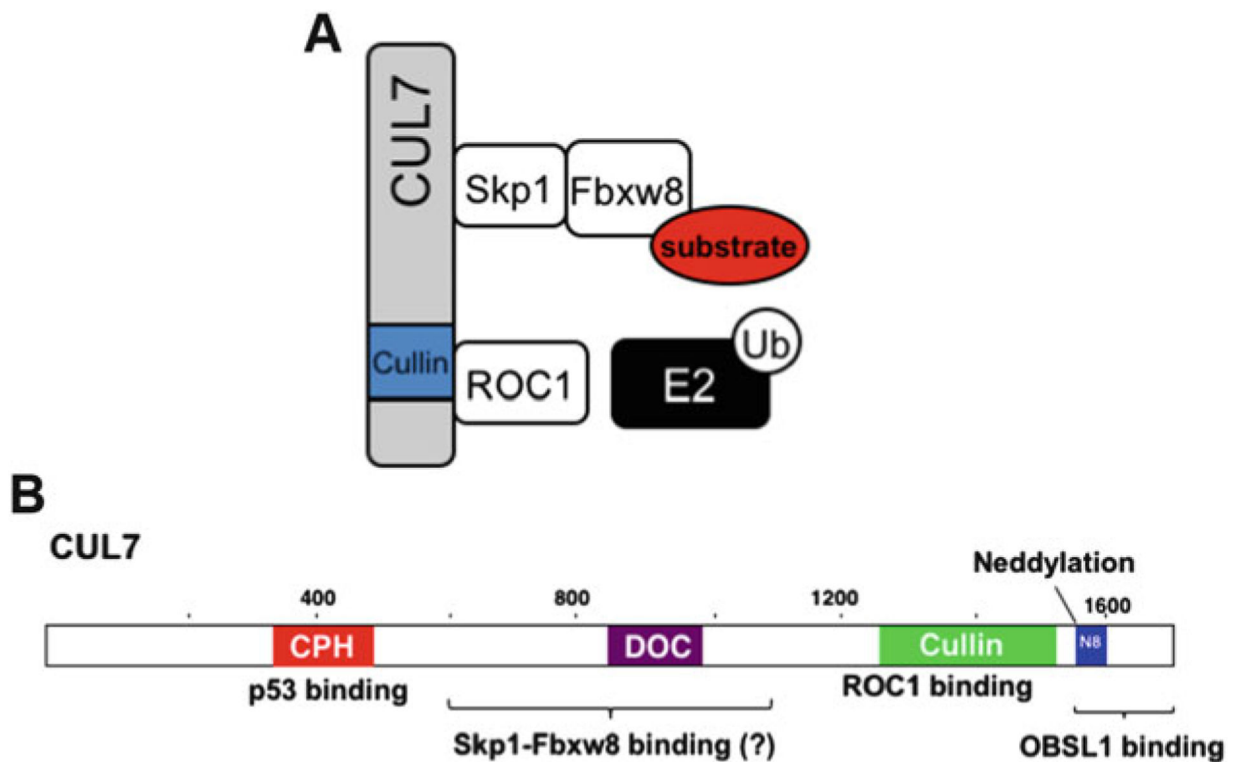 A
CUL7
Skp1
Fbxw8
substrate
Cullin
ROC1
E2
Ub
B
CUL7
Neddylation
400
800
1200
1600
CPH
DOC
Cullin
N8
p53 binding
ROC1 binding
Skp1-Fbxw8 binding (?)
OBSL1 binding